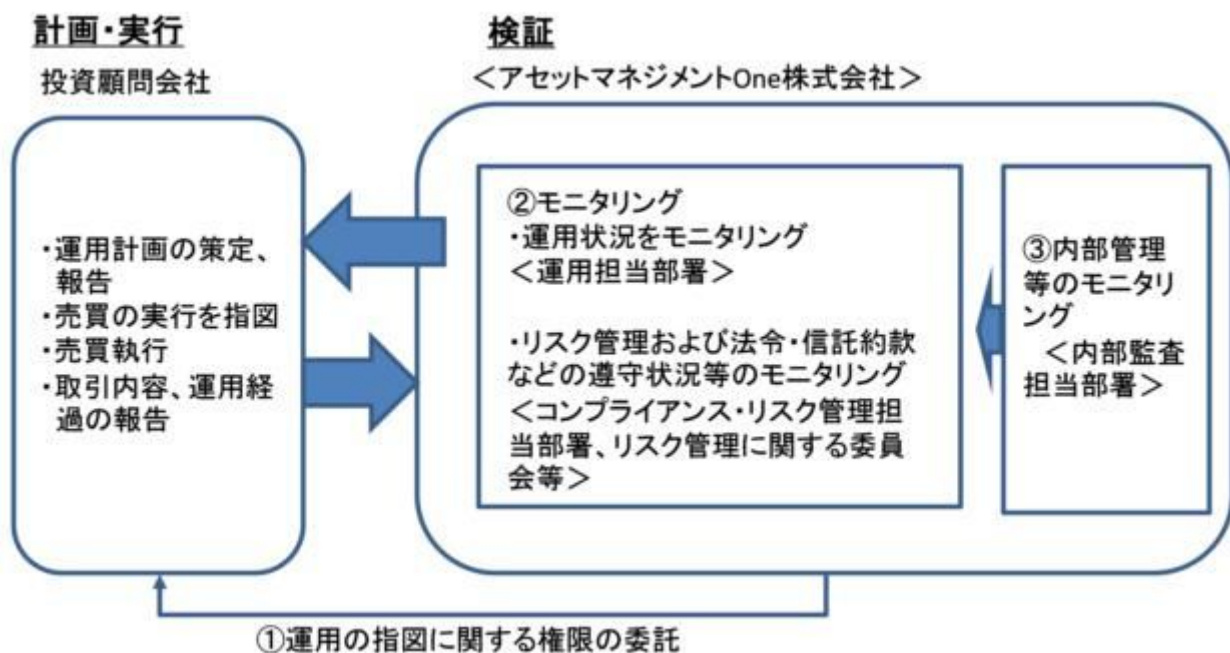 計画・実行
投資顧問会社
・運用計画の策定、
報告
・売買の実行を指図
・売買執行
・取引内容、運用経
過の報告
検証
＜アセットマネジメントOne株式会社＞
②モニタリング
・運用状況をモニタリング
＜運用担当部署＞
・リスク管理および法令・信託約款
などの遵守状況等のモニタリング
＜コンプライアンス・リスク管理担
当部署、リスク管理に関する委員
会等＞
③内部管理
等のモニタリ
ング
＜内部監査
担当部署＞
①運用の指図に関する権限の委託